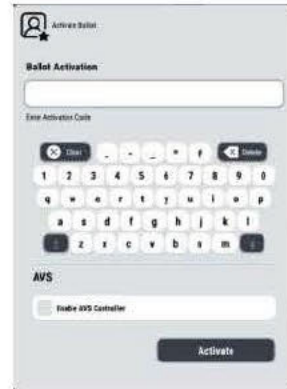 Activate Ballot
Ballot Activation
Enter Activation Code
Clear . - _ * Delete
1 2 3 4 5 6 7 8 9 0
q w e r t y u i o p
a s d f g h j k l
z x c v b n m
AVS
Enable AVS Controller
Activate